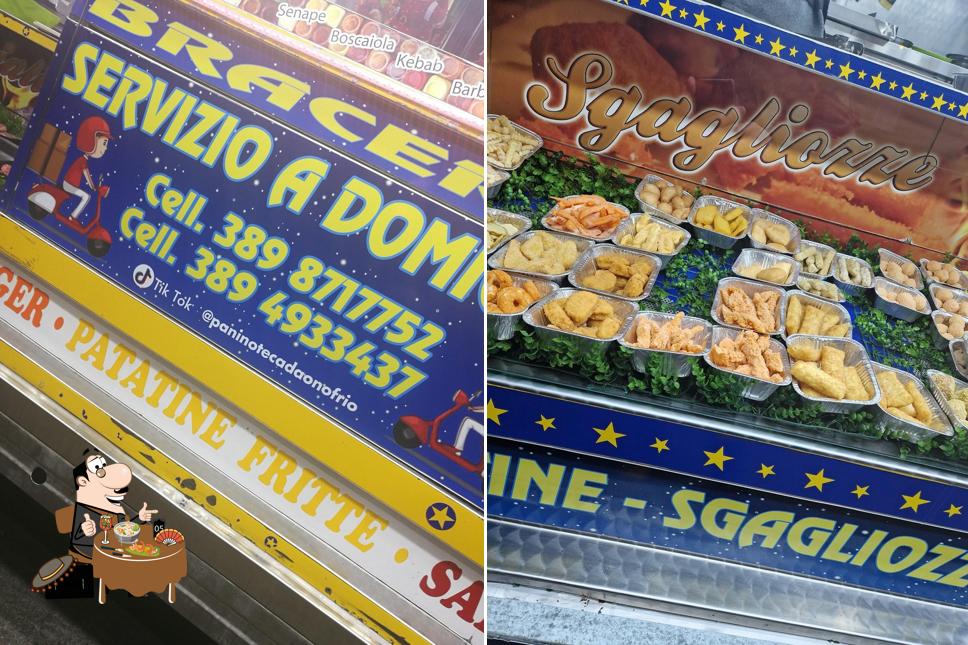 Senape
Boscaiola
Kebab
Barb
BRACER
SERVIZIO A DOMI
Cell. 389 8717752
Cell. 389 4933437
Tik Tok @paninotecadaonofrio
GER • PATATINE FRITTE • SA
05
Sgagliozze
INE - SGAGLIOZZ